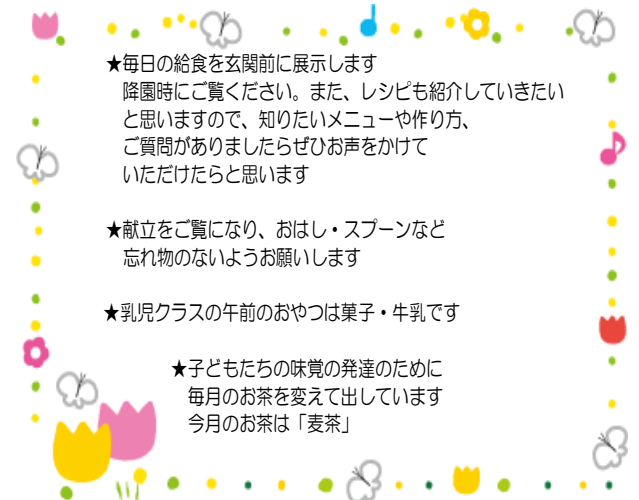 ★毎日の給食を玄関前に展示します
降園時にご覧ください。また、レシピも紹介していきたい
と思いますので、知りたいメニューや作り方、
ご質問がありましたらぜひお声をかけて
いただけたらと思います
★献立をご覧になり、おはし・スプーンなど
忘れ物のないようお願いします
★乳児クラスの午前のおやつは菓子・牛乳です
★子どもたちの味覚の発達のために
毎月のお茶を変えて出しています
今月のお茶は「麦茶」